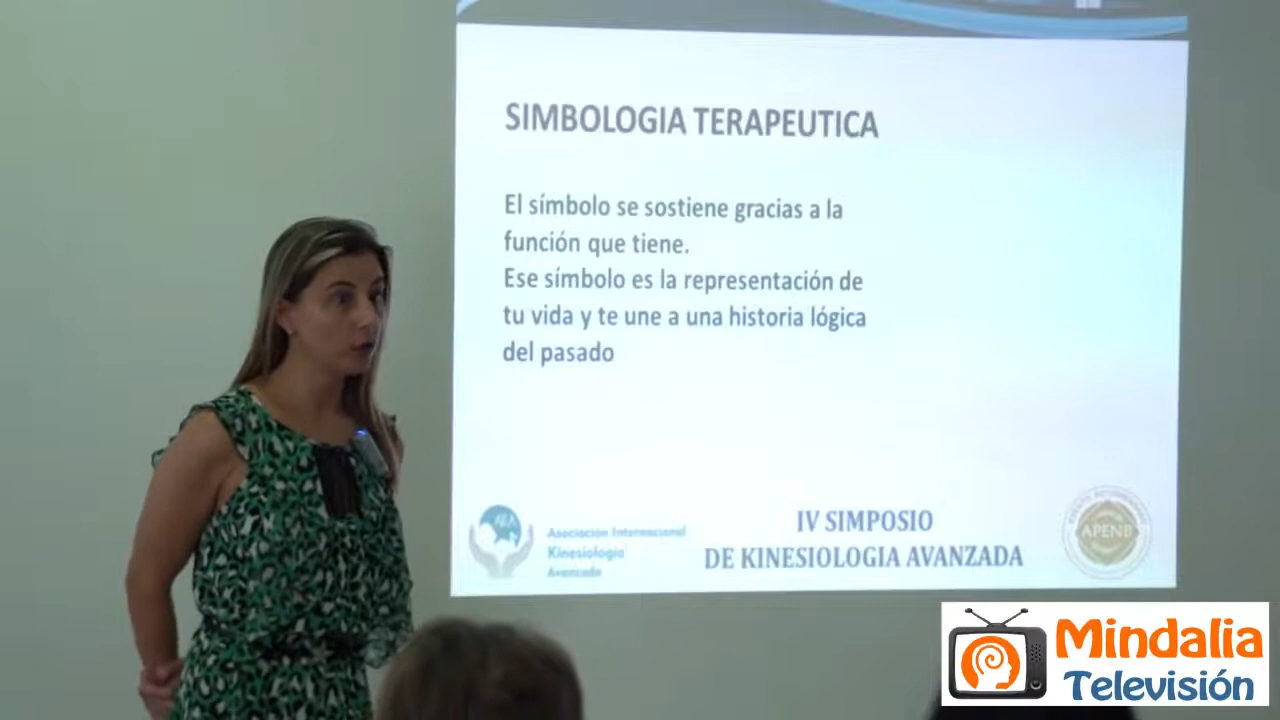 SIMBOLOGIA TERAPEUTICA
El símbolo se sostiene gracias a la
función que tiene.
Ese símbolo es la representación de
tu vida y te une a una historia lógica
del pasado
Asociación Internacional
Kinesiología
Avanzada
IV SIMPOSIO
DE KINESIOLOGIA AVANZADA
APENB
Mindalia
Televisión